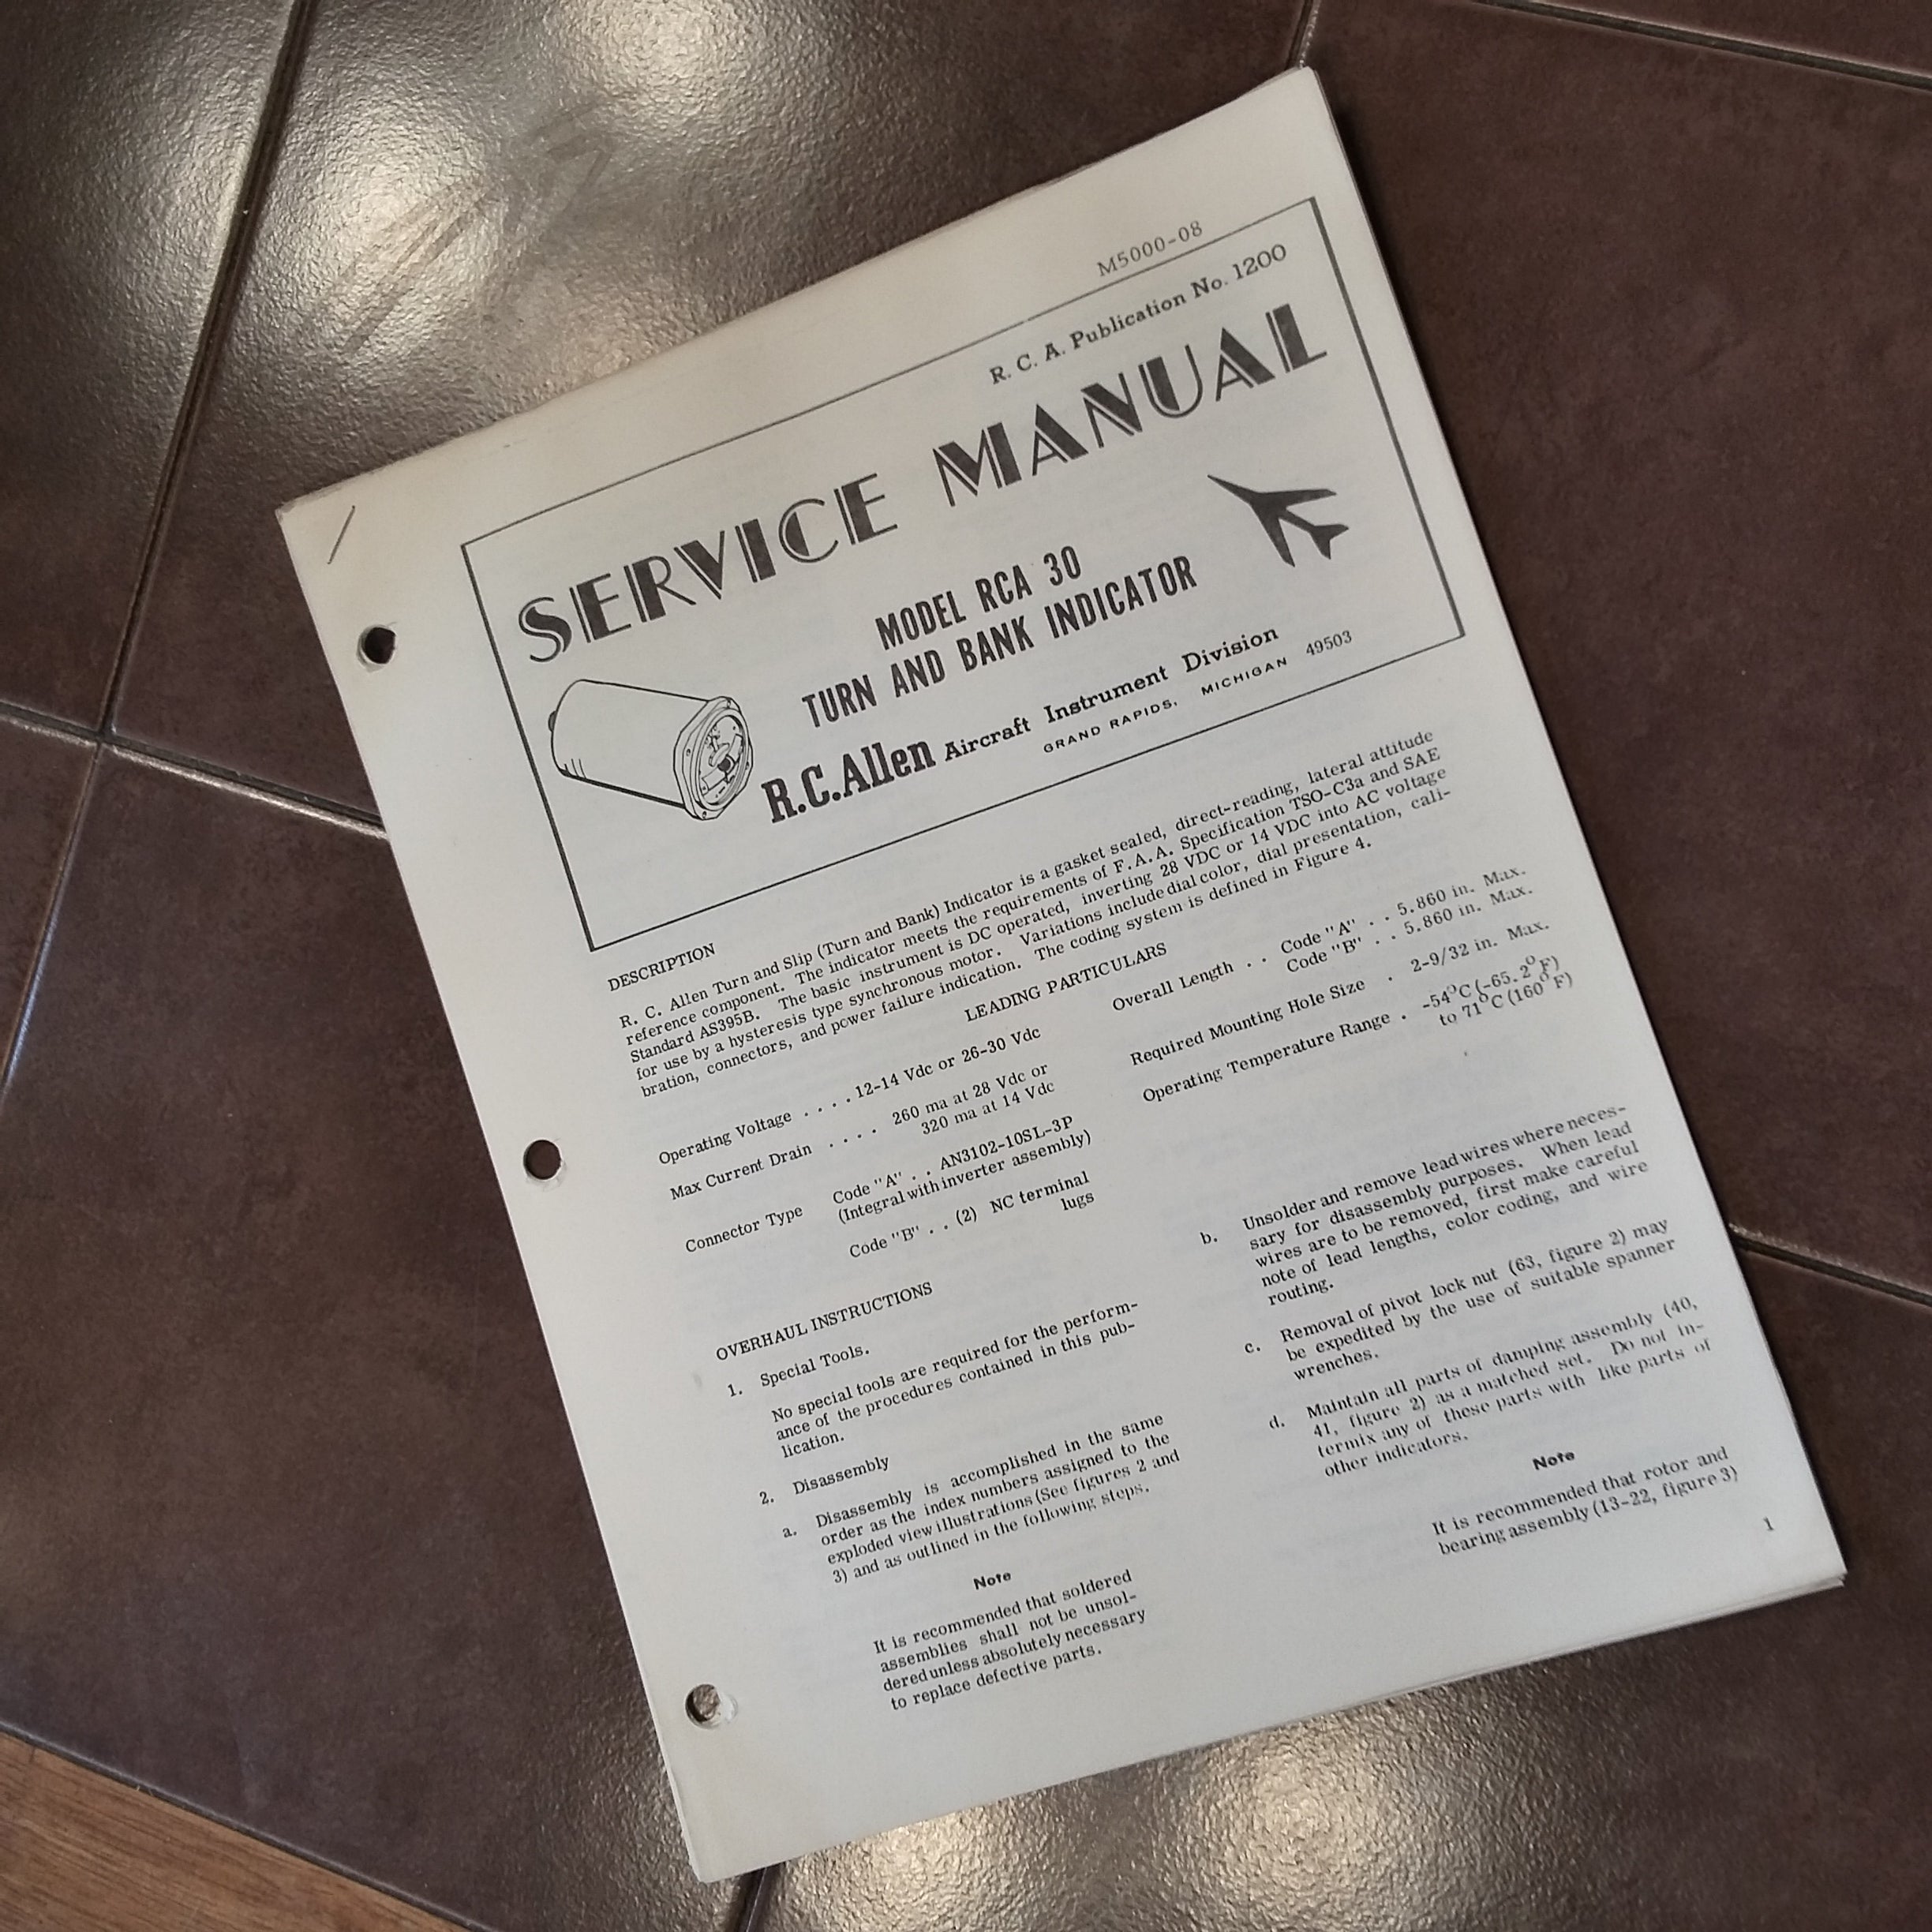 M5000-08
R. C. A. Publication No. 1200
SERVICE MANUAL
MODEL RCA 30
TURN AND BANK INDICATOR
R.C.Allen Aircraft Instrument Division
GRAND RAPIDS, MICHIGAN 49503
DESCRIPTION
R. C. Allen Turn and Slip (Turn and Bank) Indicator is a gasket sealed, direct-reading, lateral attitude
reference component. The indicator meets the requirements of F.A.A. Specification TSO-C3a and SAE
Standard AS395B. The basic instrument is DC operated, inverting 28 VDC or 14 VDC into AC voltage
for use by a hysteresis type synchronous motor. Variations include dial color, dial presentation, cali-
bration, connectors, and power failure indication. The coding system is defined in Figure 4.
LEADING PARTICULARS
Operating Voltage . . . . 12-14 Vdc or 26-30 Vdc
Max Current Drain . . . . 260 ma at 28 Vdc or
320 ma at 14 Vdc
Connector Type Code "A" . . AN3102-10SL-3P
(Integral with inverter assembly)
Code "B" . . (2) NC terminal
lugs
Overall Length . . Code "A" . . 5.860 in. Max.
Code "B" . . 5.860 in. Max.
Required Mounting Hole Size . 2-9/32 in. Max.
Operating Temperature Range . -54°C (-65.2°F)
to 71°C (160°F)
OVERHAUL INSTRUCTIONS
1. Special Tools.
No special tools are required for the perform-
ance of the procedures contained in this pub-
lication.
2. Disassembly
a. Disassembly is accomplished in the same
order as the index numbers assigned to the
exploded view illustrations (See figures 2 and
3) and as outlined in the following steps.
Note
It is recommended that soldered
assemblies shall not be unsol-
dered unless absolutely necessary
to replace defective parts.
b. Unsolder and remove lead wires where neces-
sary for disassembly purposes. When lead
wires are to be removed, first make careful
note of lead lengths, color coding, and wire
routing.
c. Removal of pivot lock nut (63, figure 2) may
be expedited by the use of suitable spanner
wrenches.
d. Maintain all parts of damping assembly (40,
41, figure 2) as a matched set. Do not in-
termix any of these parts with like parts of
other indicators.
Note
It is recommended that rotor and
bearing assembly (13-22, figure 3)
1